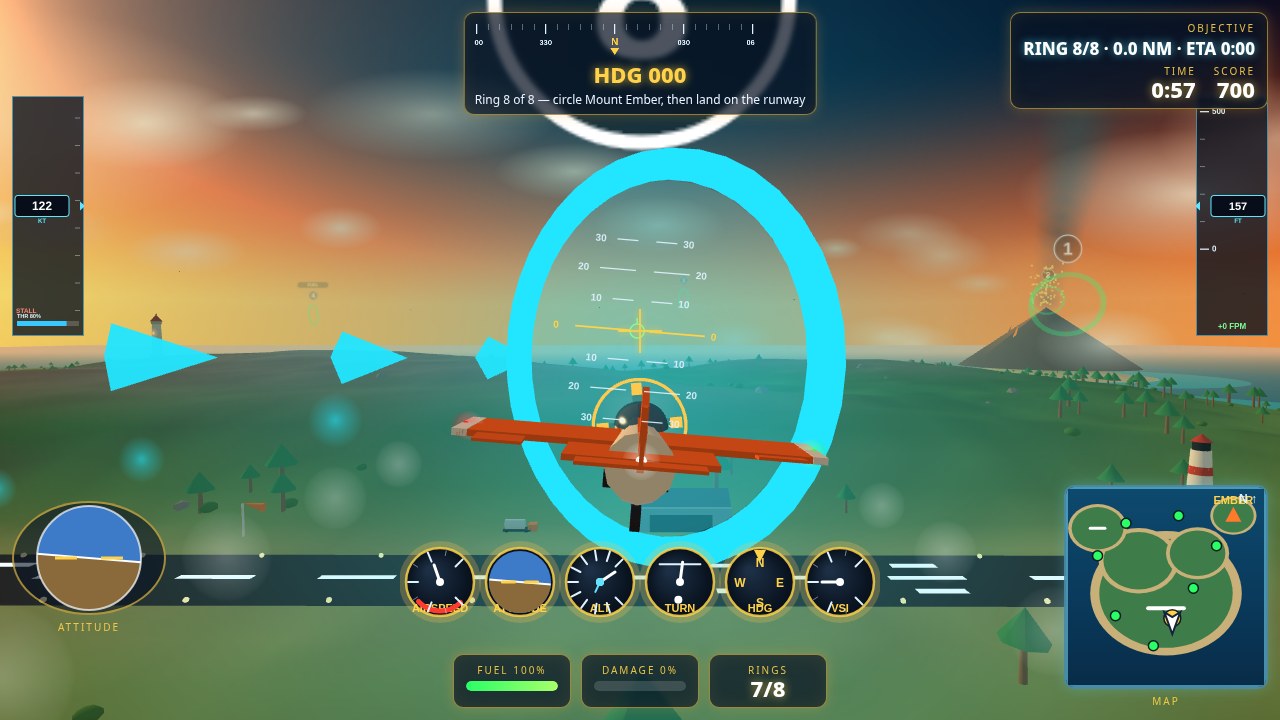 00 330 N 030 06
HDG 000
Ring 8 of 8 — circle Mount Ember, then land on the runway
OBJECTIVE
RING 8/8 · 0.0 NM · ETA 0:00
TIME SCORE
0:57 700
122
KT
STALL
THR 80%
500
157
FT
0
+0 FPM
1
30 30
20 20
10 10
0 0
10 10
20 20
30 30
ATTITUDE
AIRSPEED
ALT
TURN
N
W E
S
HDG
VSI
FUEL 100%
DAMAGE 0%
RINGS
7/8
EMBER
N↑
MAP